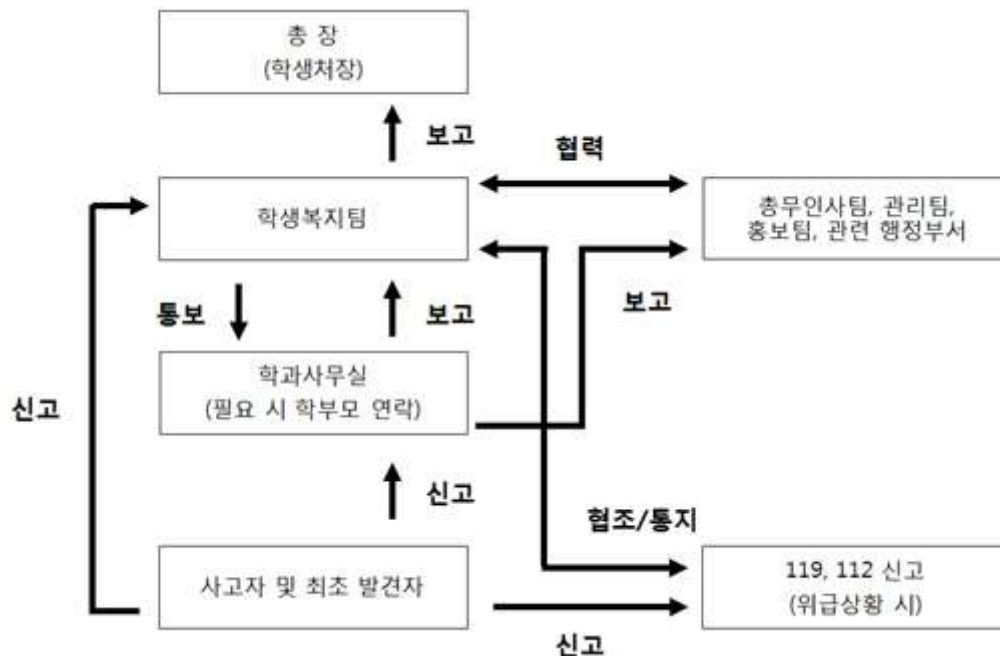 총 장
(학생처장)
보고
협력
학생복지팀
총무인사팀, 관리팀,
홍보팀, 관련 행정부서
통보
보고
보고
학과사무실
(필요 시 학부모 연락)
신고
신고
협조/통지
사고자 및 최초 발견자
119, 112 신고
(위급상황 시)
신고